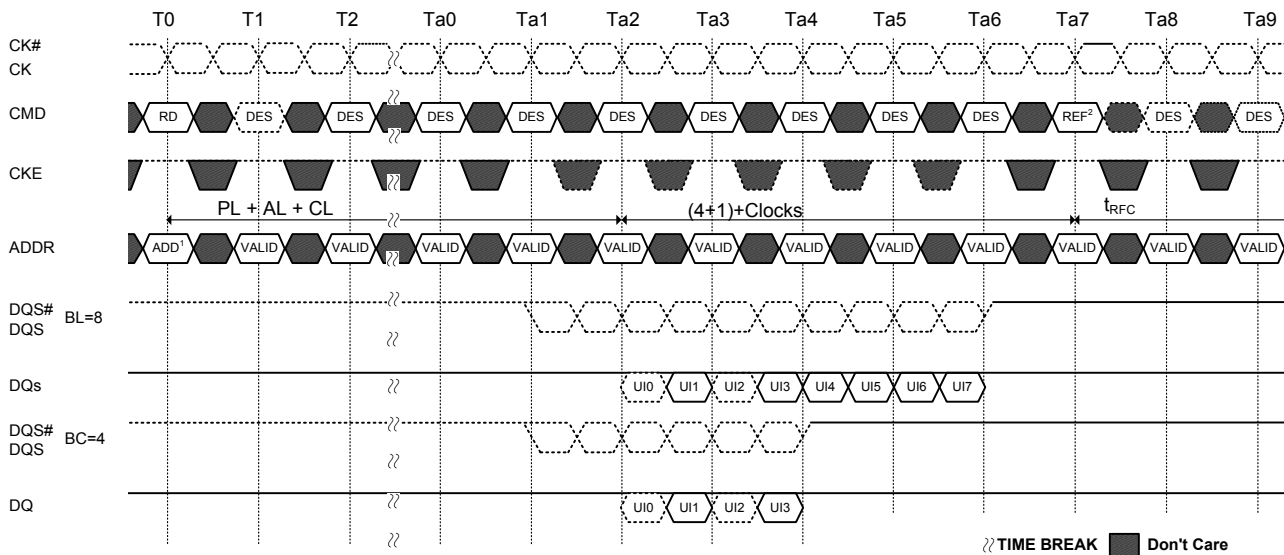 T0 T1 T2 Ta0 Ta1 Ta2 Ta3 Ta4 Ta5 Ta6 Ta7 Ta8 Ta9
CK#
CK
CMD RD DES DES DES DES DES DES DES DES DES REF² DES DES
CKE
PL + AL + CL (4+1)+Clocks tRFC
ADDR ADD¹ VALID VALID VALID VALID VALID VALID VALID VALID VALID VALID VALID VALID
DQS# BL=8
DQS
DQs UI0 UI1 UI2 UI3 UI4 UI5 UI6 UI7
DQS# BC=4
DQS
DQ UI0 UI1 UI2 UI3
TIME BREAK Don't Care